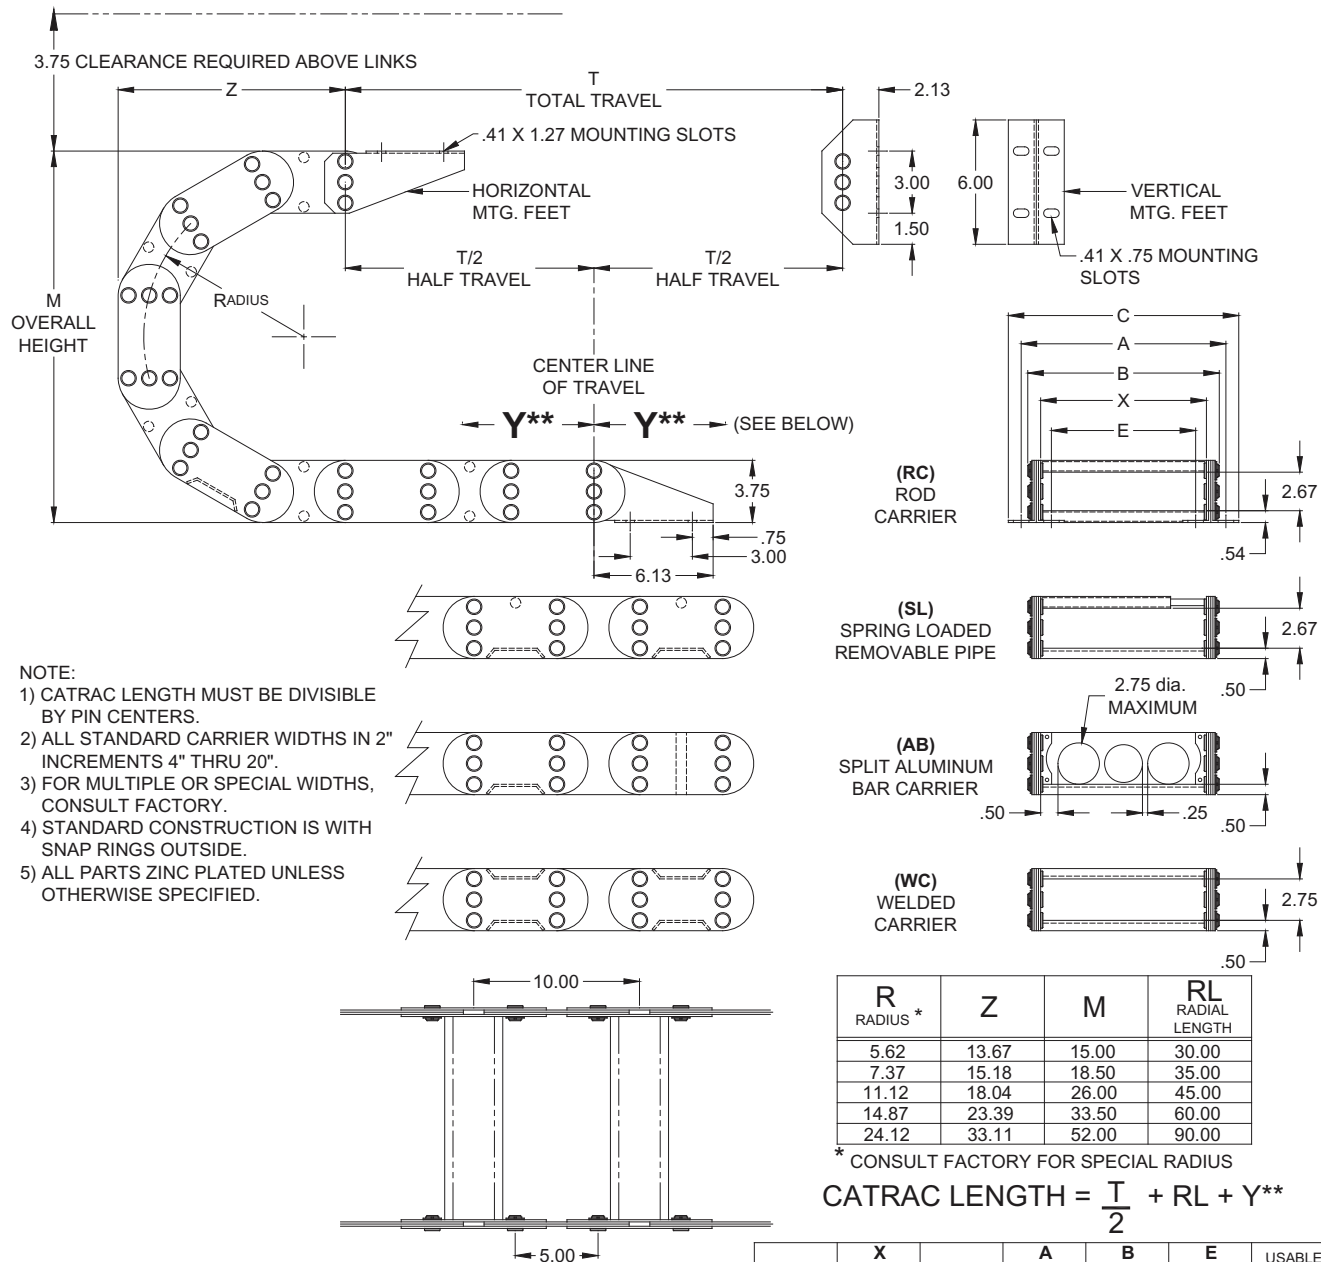 3.75 CLEARANCE REQUIRED ABOVE LINKS
Z
T
TOTAL TRAVEL
2.13
.41 X 1.27 MOUNTING SLOTS
HORIZONTAL
MTG. FEET
3.00
1.50
6.00
VERTICAL
MTG. FEET
.41 X .75 MOUNTING
SLOTS
T/2
HALF TRAVEL
T/2
HALF TRAVEL
M
OVERALL
HEIGHT
RADIUS
CENTER LINE
OF TRAVEL
Y** Y** (SEE BELOW)
C
A
B
X
E
3.75
.75
3.00
6.13
(RC)
ROD
CARRIER
2.67
.54
(SL)
SPRING LOADED
REMOVABLE PIPE
2.67
.50
NOTE:
1) CATRAC LENGTH MUST BE DIVISIBLE
BY PIN CENTERS.
2) ALL STANDARD CARRIER WIDTHS IN 2"
INCREMENTS 4" THRU 20".
3) FOR MULTIPLE OR SPECIAL WIDTHS,
CONSULT FACTORY.
4) STANDARD CONSTRUCTION IS WITH
SNAP RINGS OUTSIDE.
5) ALL PARTS ZINC PLATED UNLESS
OTHERWISE SPECIFIED.
2.75 dia.
MAXIMUM
(AB)
SPLIT ALUMINUM
BAR CARRIER
.50 .25
.50
(WC)
WELDED
CARRIER
2.75
.50
10.00
5.00
R RADIUS * Z M RL RADIAL LENGTH
5.62 13.67 15.00 30.00
7.37 15.18 18.50 35.00
11.12 18.04 26.00 45.00
14.87 23.39 33.50 60.00
24.12 33.11 52.00 90.00
* CONSULT FACTORY FOR SPECIAL RADIUS
CATRAC LENGTH = T/2 + RL + Y**
X A B E USABLE